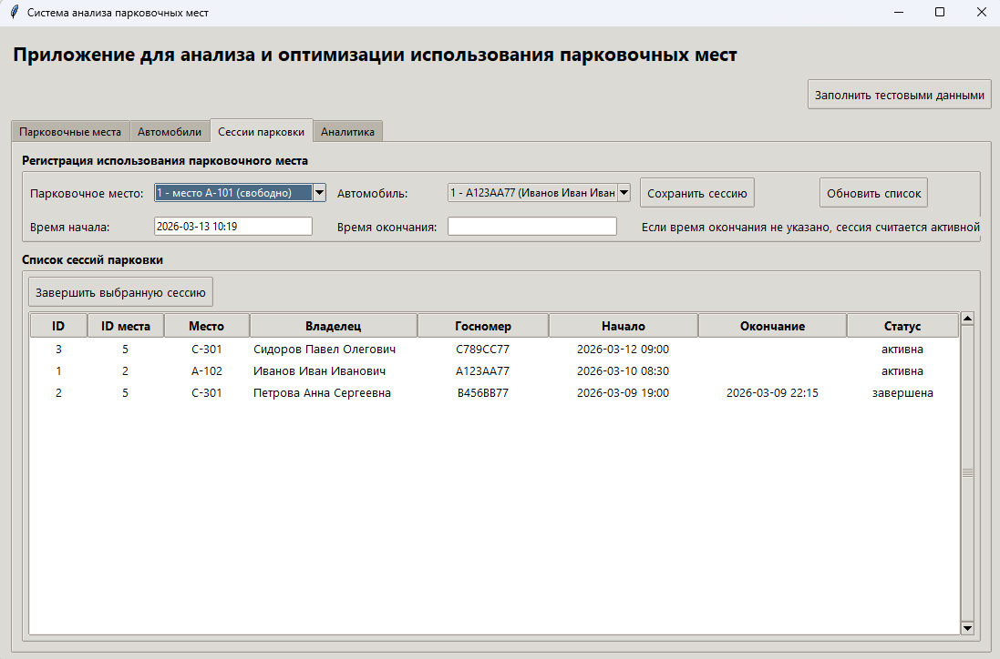 Система анализа парковочных мест
Приложение для анализа и оптимизации использования парковочных мест
Заполнить тестовыми данными
Парковочные места Автомобили Сессии парковки Аналитика
Регистрация использования парковочного места
Парковочное место: 1 - место A-101 (свободно) Автомобиль: 1 - A123AA77 (Иванов Иван Иван Сохранить сессию Обновить список
Время начала: 2026-03-13 10:19 Время окончания: Если время окончания не указано, сессия считается активной
Список сессий парковки
Завершить выбранную сессию
ID ID места Место Владелец Госномер Начало Окончание Статус
3 5 C-301 Сидоров Павел Олегович C789CC77 2026-03-12 09:00 активна
1 2 A-102 Иванов Иван Иванович A123AA77 2026-03-10 08:30 активна
2 5 C-301 Петрова Анна Сергеевна B456BB77 2026-03-09 19:00 2026-03-09 22:15 завершена